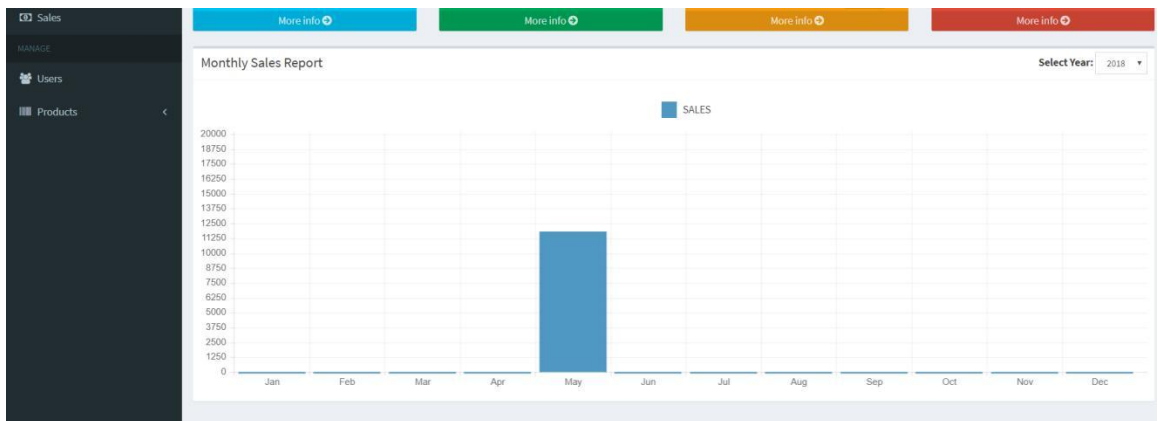 Sales
MANAGE
Users
Products
More info
More info
More info
More info
Monthly Sales Report
Select Year: 2018
SALES
20000
18750
17500
16250
15000
13750
12500
11250
10000
8750
7500
6250
5000
3750
2500
1250
0
Jan Feb Mar Apr May Jun Jul Aug Sep Oct Nov Dec